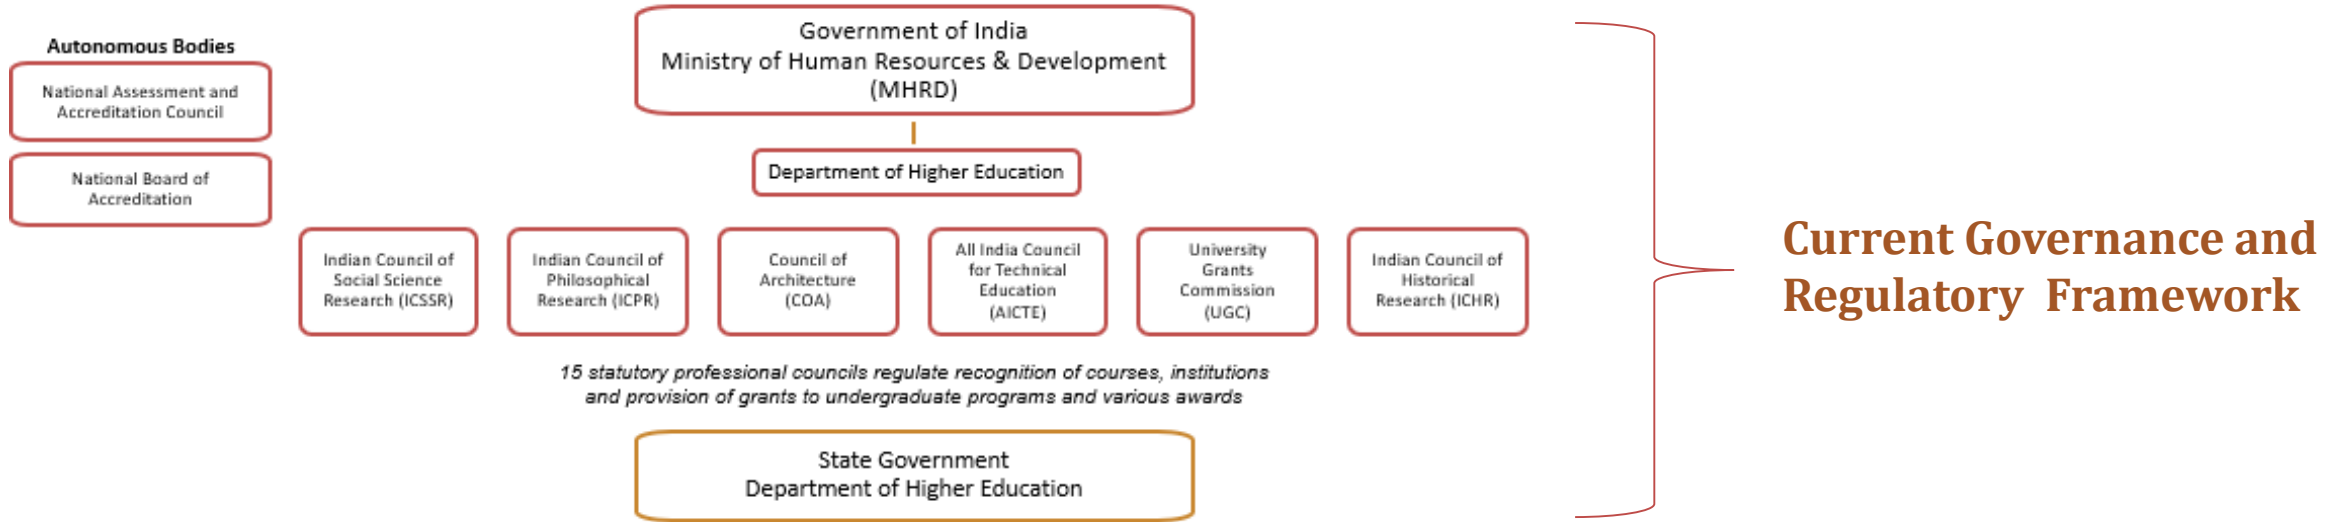 Autonomous Bodies
National Assessment and
Accreditation Council
National Board of
Accreditation
Government of India
Ministry of Human Resources & Development
(MHRD)
Department of Higher Education
Indian Council of
Social Science
Research (ICSSR)
Indian Council of
Philosophical
Research (ICPR)
Council of
Architecture
(COA)
All India Council
for Technical
Education
(AICTE)
University
Grants
Commission
(UGC)
Indian Council of
Historical
Research (ICHR)
15 statutory professional councils regulate recognition of courses, institutions
and provision of grants to undergraduate programs and various awards
State Government
Department of Higher Education
Current Governance and
Regulatory Framework